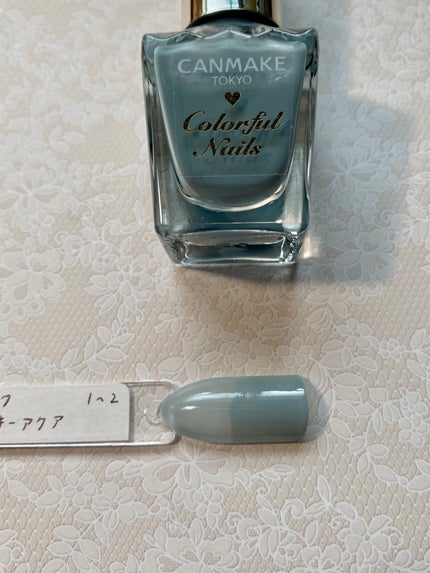 CANMAKE
TOKYO
Colorful
Nails
1〜2
キーアクア